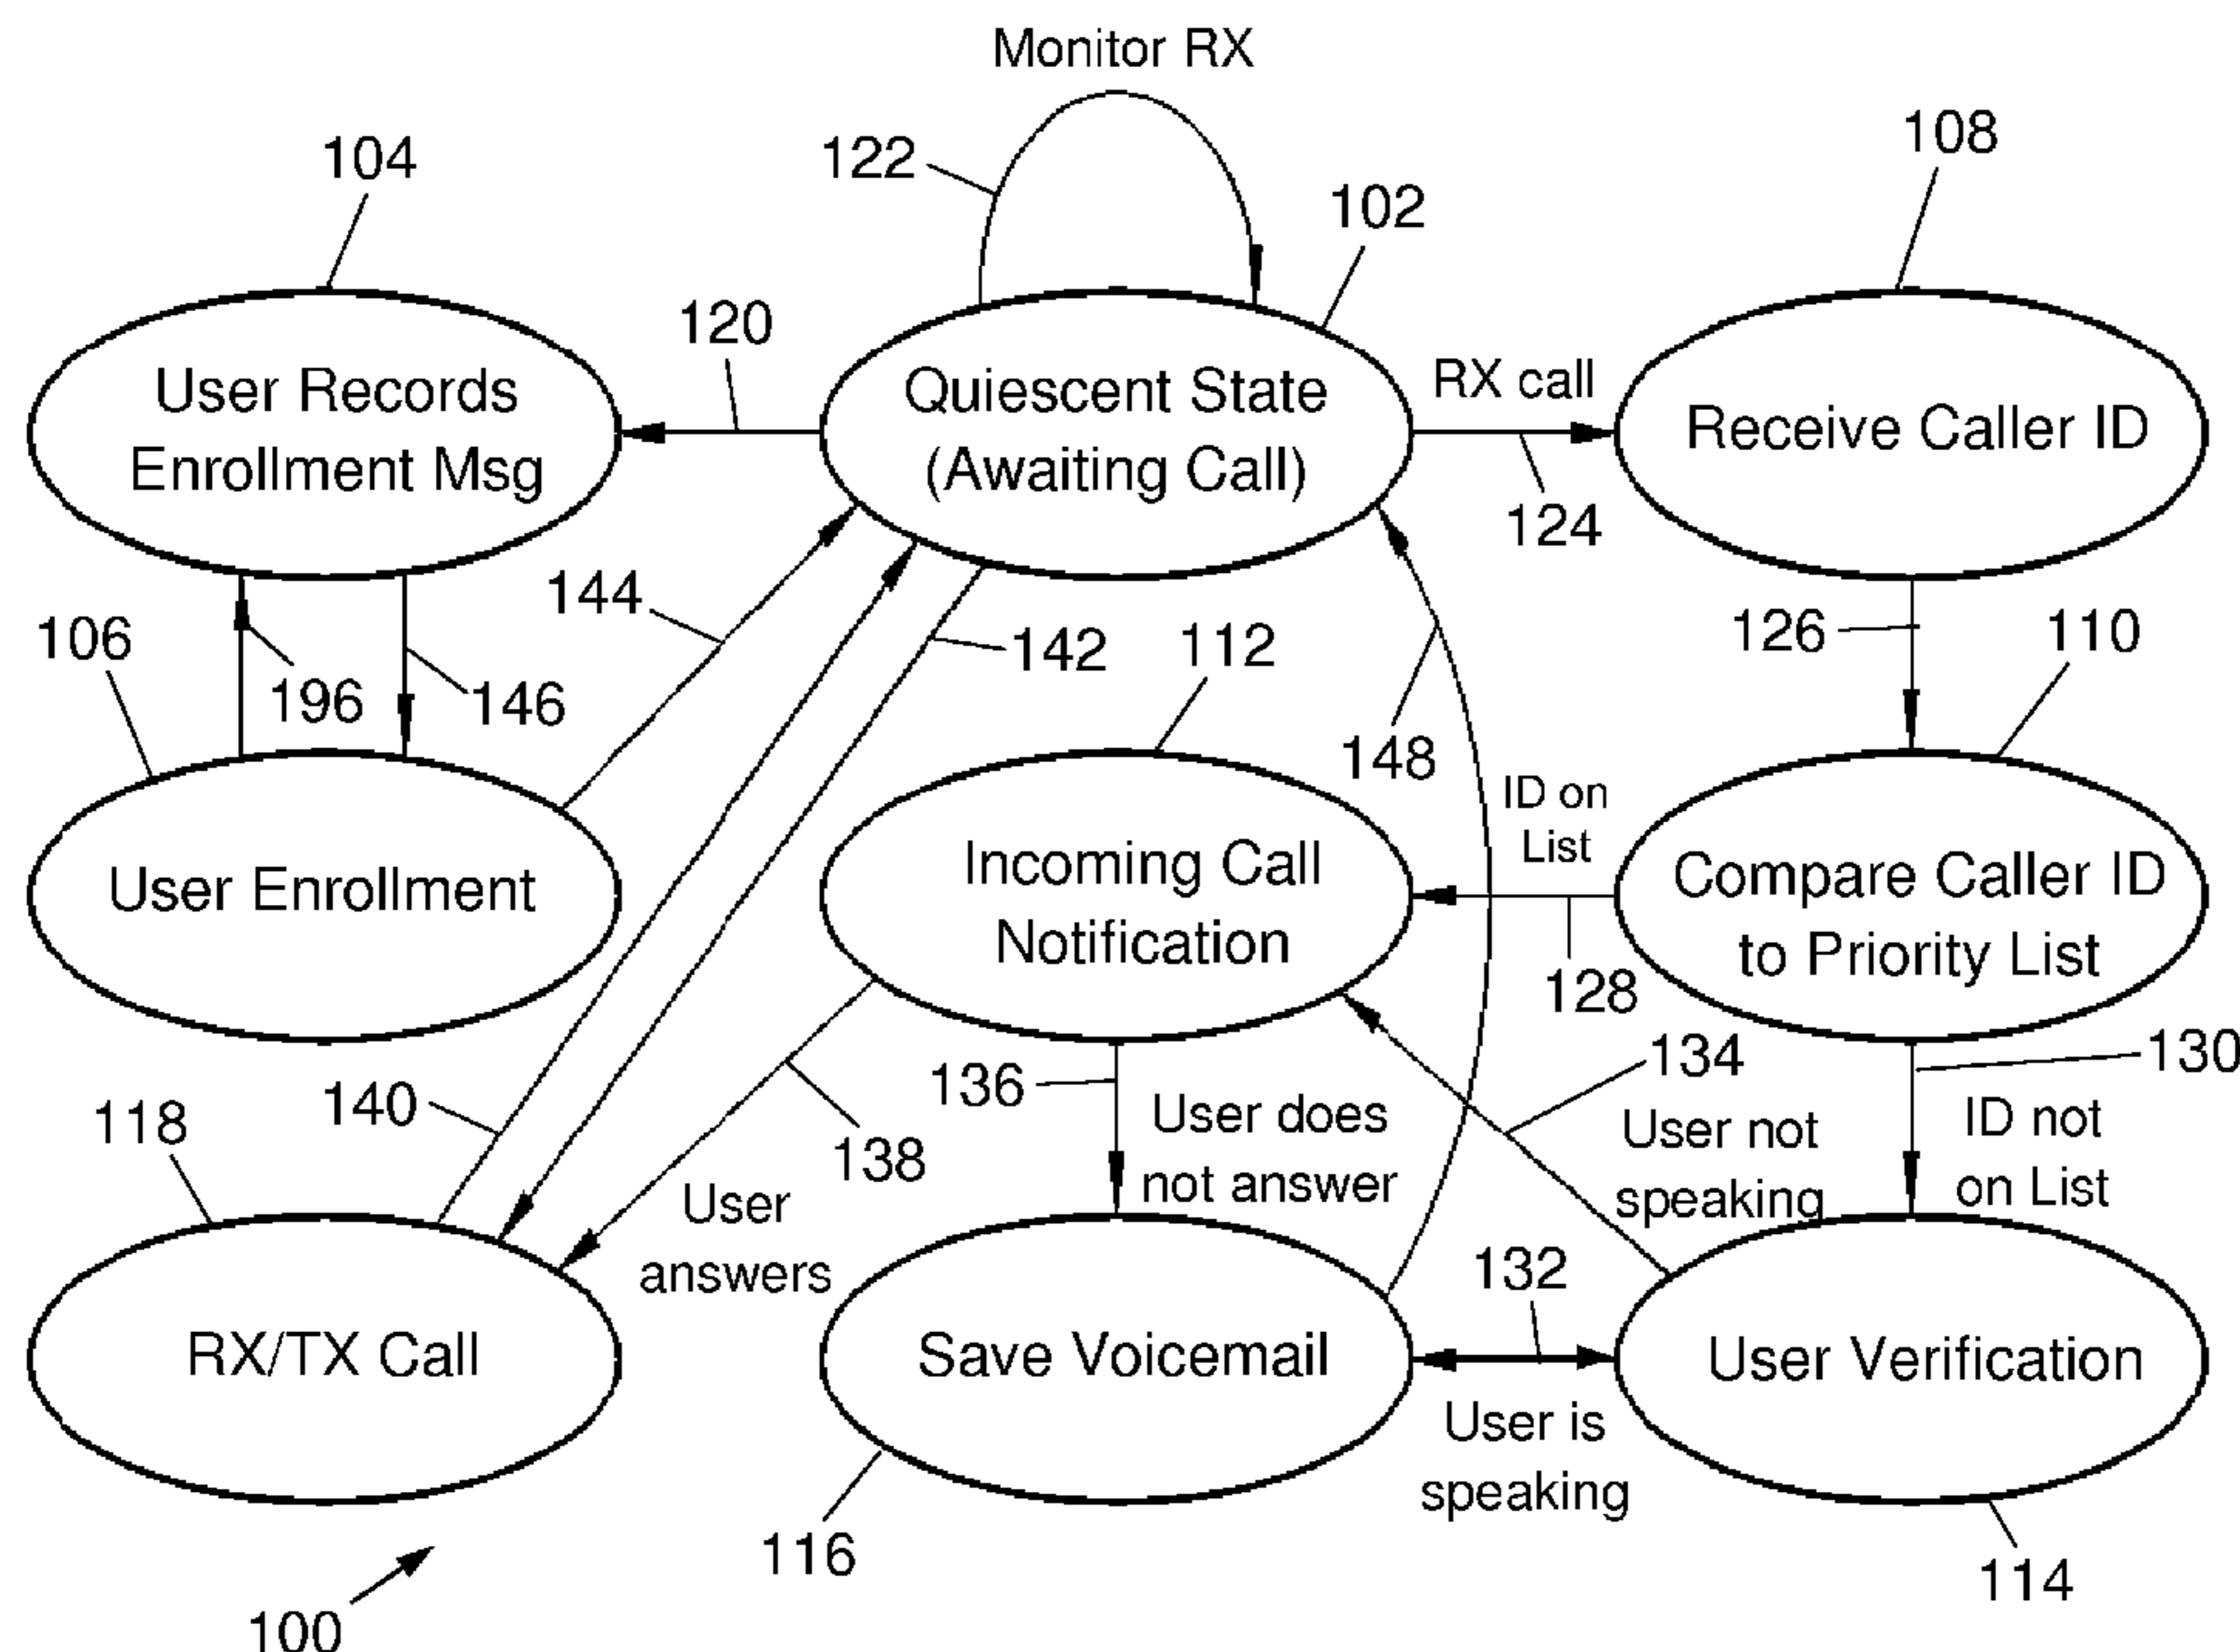 Monitor RX
104
122
102
108
120
User Records
Enrollment Msg
Quiescent State
(Awaiting Call)
RX call
124
Receive Caller ID
106
196
146
144
142
112
148
126
110
User Enrollment
Incoming Call
Notification
ID on
List
128
Compare Caller ID
to Priority List
118
140
138
136
User does
not answer
134
User not
speaking
130
ID not
on List
User
answers
RX/TX Call
Save Voicemail
132
User is
speaking
User Verification
116
114
100